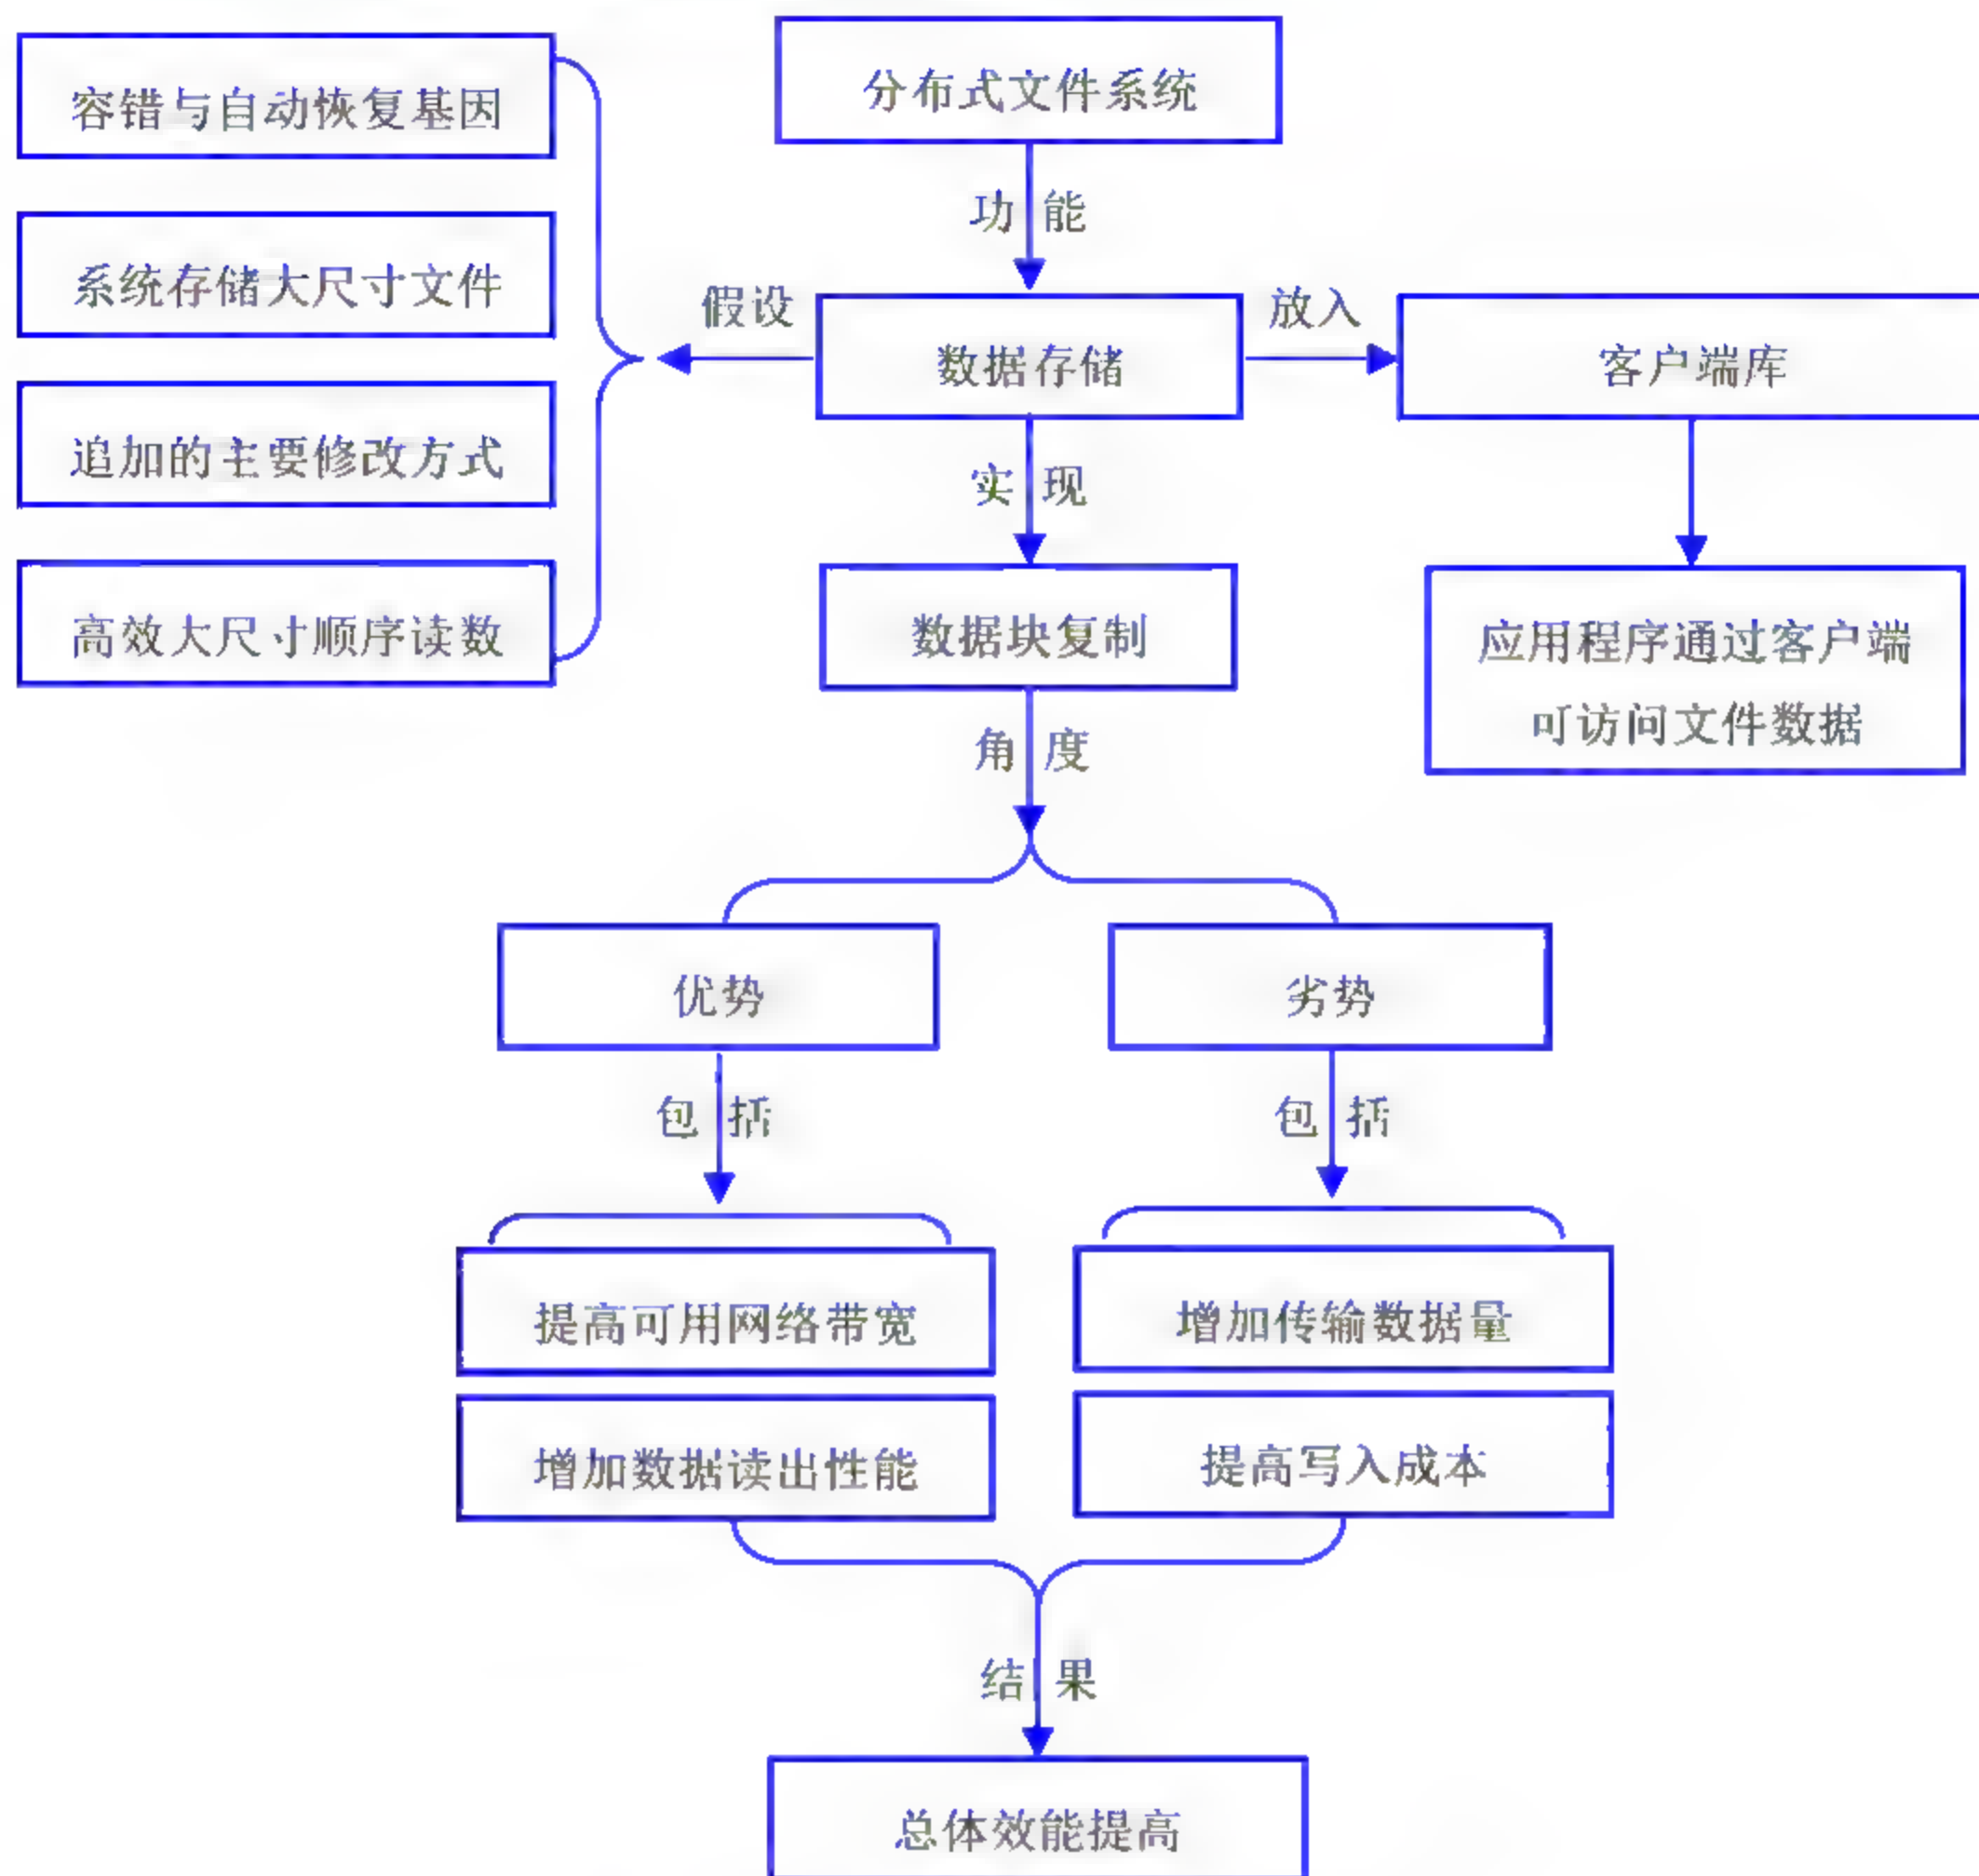 分布式文件系统
功能
容错与自动恢复基因
系统存储大尺寸文件
追加的主要修改方式
高效大尺寸顺序读数
假设
数据存储
放入
客户端库
实现
数据块复制
应用程序通过客户端
可访问文件数据
角度
优势
劣势
包括
包括
提高可用网络带宽
增加传输数据量
增加数据读出性能
提高写入成本
结果
总体效能提高